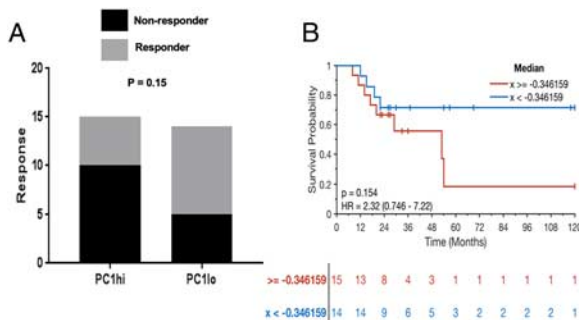 A
Non-responder
Responder
P = 0.15
Response
20
15
10
5
0
PC1hi
PC1lo
B
Median
x >= -0.346159
x < -0.346159
Survival Probability
1
0.8
0.6
0.4
0.2
0
p = 0.154
HR = 2.32 (0.746 - 7.22)
0 12 24 36 48 60 72 84 96 108 120
Time (Months)
>= -0.346159 15 13 8 4 3 1 1 1 1 1 1
x < -0.346159 14 14 9 6 5 3 2 2 2 2 1